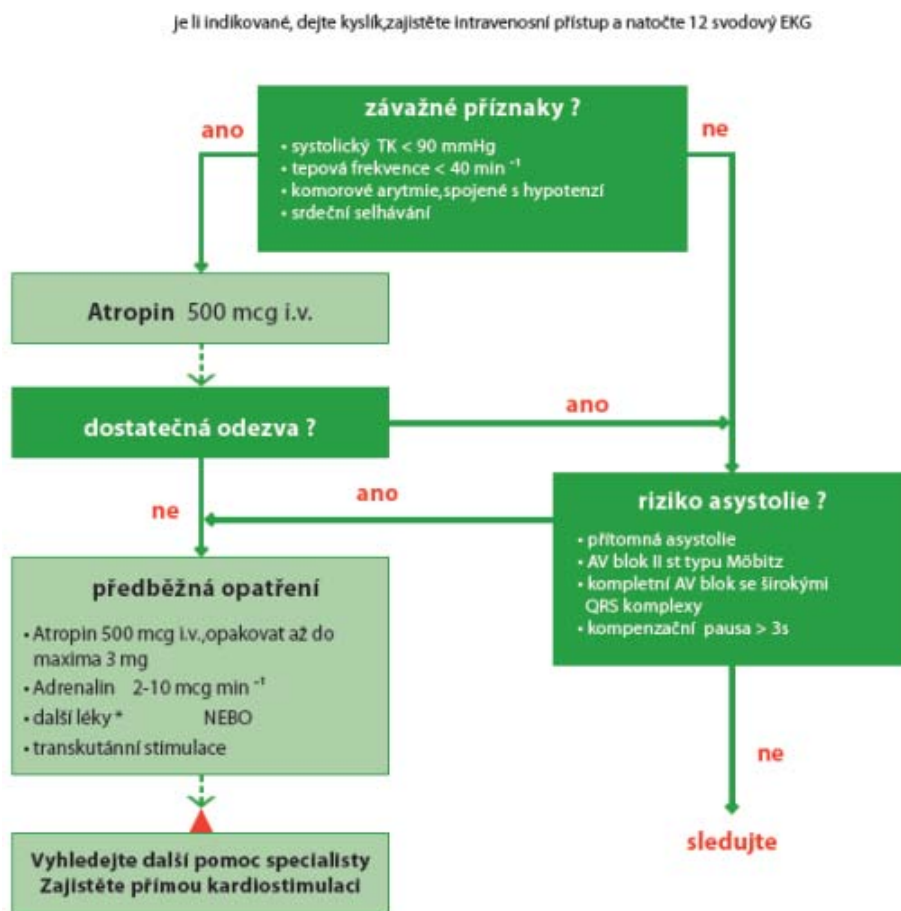 je li indikované, dejte kyslík,zajistěte intravenosní přístup a natočte 12 svodový EKG
závažné příznaky ?
ano
ne
• systolický TK < 90 mmHg
• tepová frekvence < 40 min ⁻¹
• komorové arytmie,spojené s hypotenzí
• srdeční selhávání
Atropin 500 mcg i.v.
dostatečná odezva ?
ano
ne
ano
riziko asystolie ?
• přítomná asystolie
• AV blok II st typu Möbitz
• kompletní AV blok se širokými
QRS komplexy
• kompenzační pausa > 3s
předběžná opatření
• Atropin 500 mcg i.v.,opakovat až do
maxima 3 mg
• Adrenalin 2-10 mcg min ⁻¹
• další léky * NEBO
• transkutánní stimulace
ne
sledujte
Vyhledejte další pomoc specialisty
Zajistěte přímou kardiostimulaci